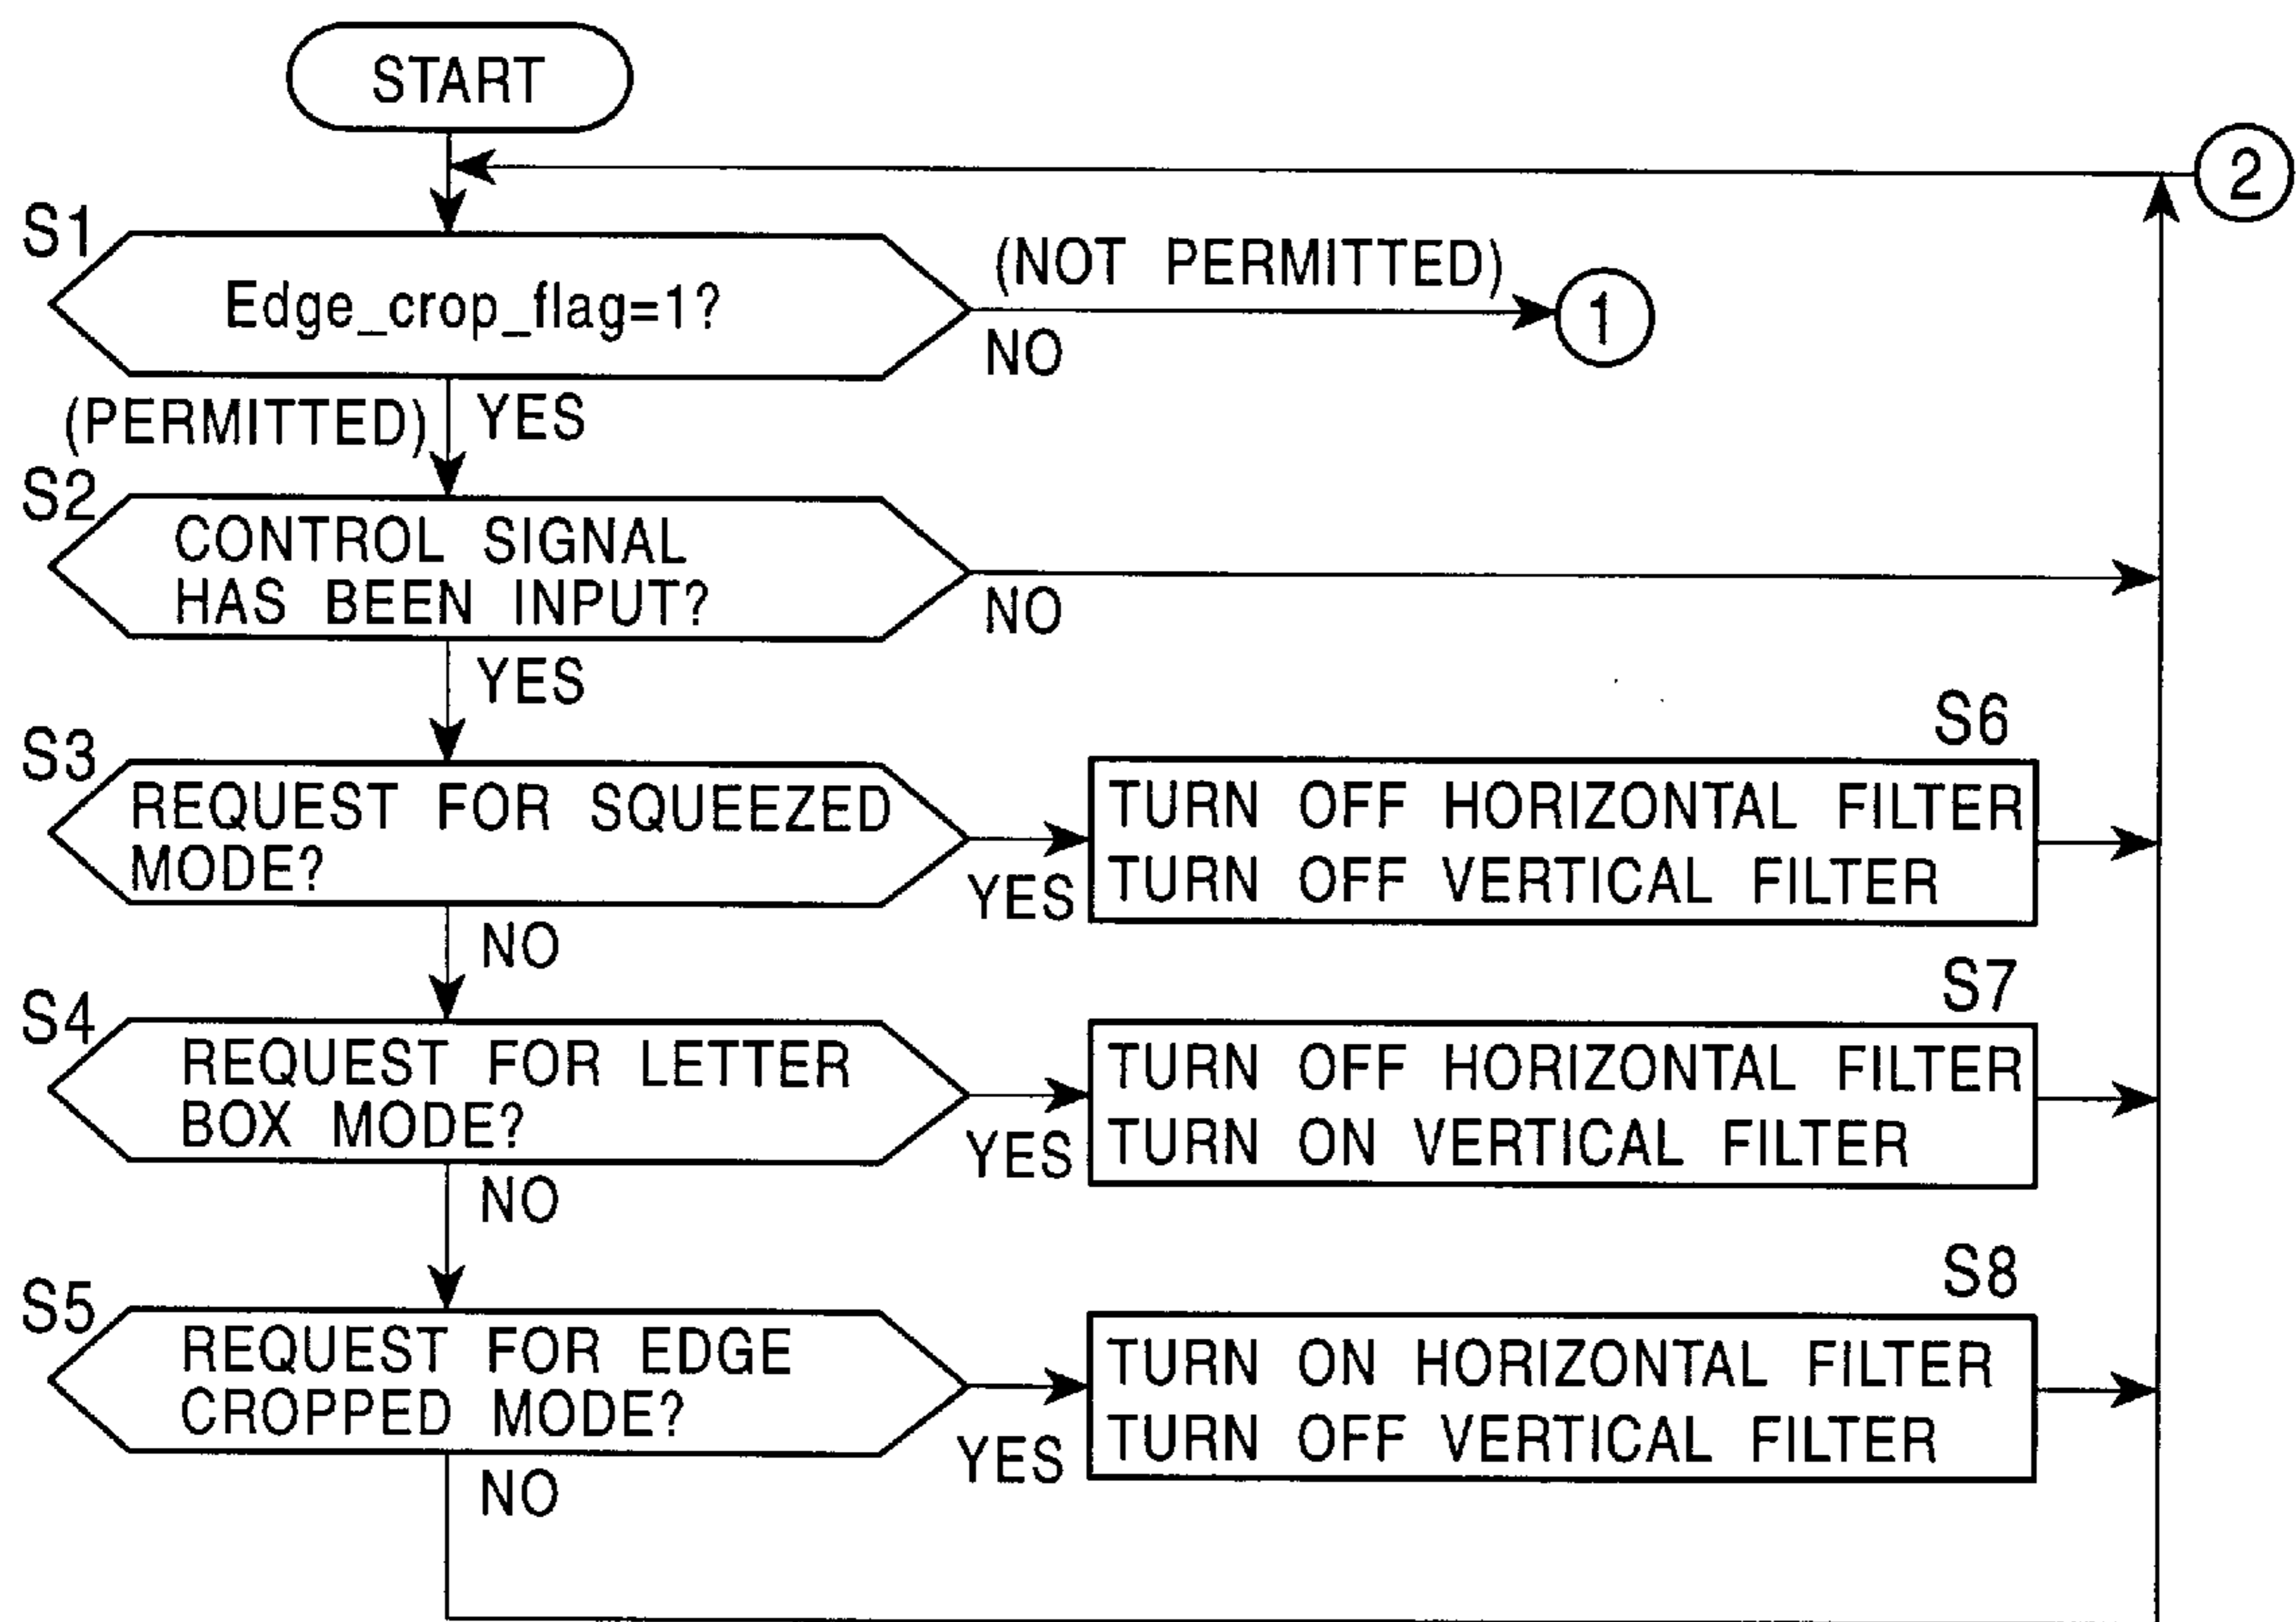 START
2
S1
Edge_crop_flag=1?
(NOT PERMITTED)
NO
1
(PERMITTED)
YES
S2
CONTROL SIGNAL
HAS BEEN INPUT?
NO
YES
S3
REQUEST FOR SQUEEZED
MODE?
YES
S6
TURN OFF HORIZONTAL FILTER
TURN OFF VERTICAL FILTER
NO
S4
REQUEST FOR LETTER
BOX MODE?
YES
S7
TURN OFF HORIZONTAL FILTER
TURN ON VERTICAL FILTER
NO
S5
REQUEST FOR EDGE
CROPPED MODE?
YES
S8
TURN ON HORIZONTAL FILTER
TURN OFF VERTICAL FILTER
NO